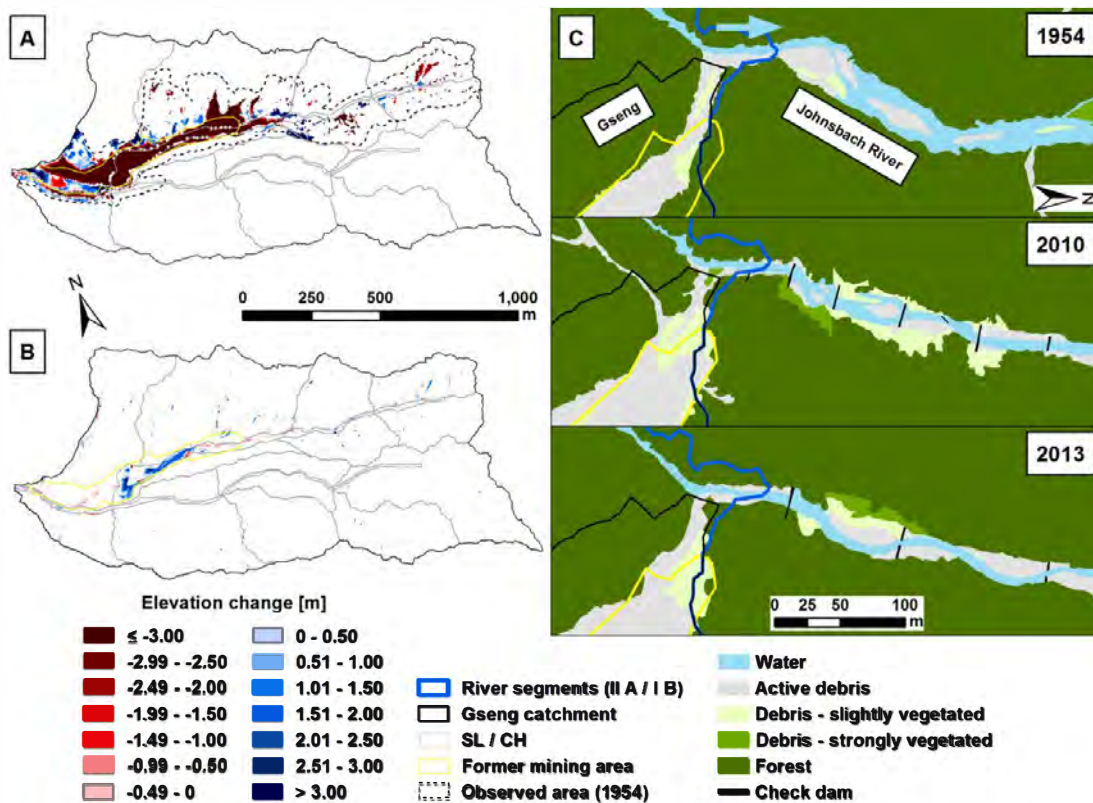 A
N
0 250 500 1,000
m
B
C
1954
Gseng
Johnsbach River
N
2010
2013
0 25 50 100
m
Elevation change [m]
≤ -3.00
-2.99 - -2.50
-2.49 - -2.00
-1.99 - -1.50
-1.49 - -1.00
-0.99 - -0.50
-0.49 - 0
0 - 0.50
0.51 - 1.00
1.01 - 1.50
1.51 - 2.00
2.01 - 2.50
2.51 - 3.00
> 3.00
River segments (II A / I B)
Gseng catchment
SL / CH
Former mining area
Observed area (1954)
Water
Active debris
Debris - slightly vegetated
Debris - strongly vegetated
Forest
Check dam